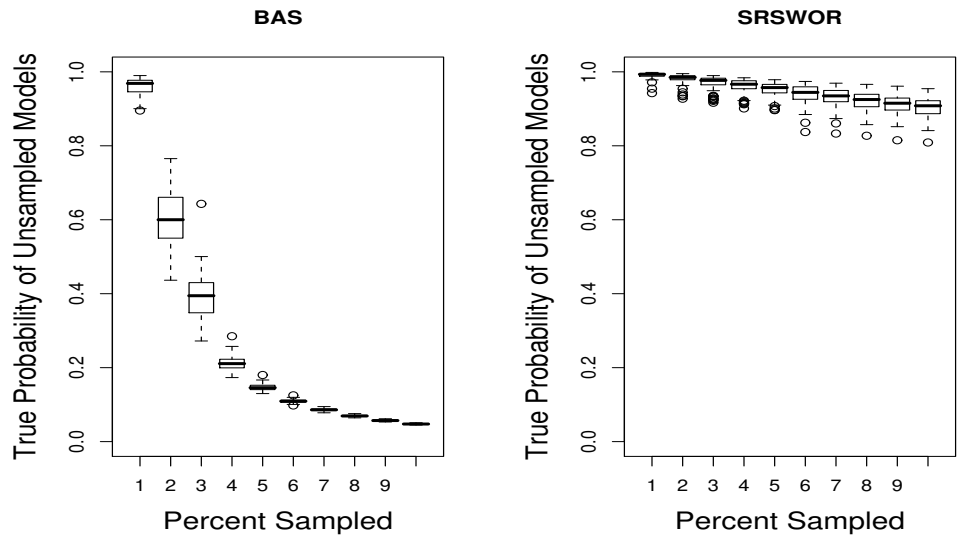 BAS
True Probability of Unsampled Models
1.0
0.8
0.6
0.4
0.2
0.0
1 2 3 4 5 6 7 8 9
Percent Sampled
SRSWOR
True Probability of Unsampled Models
1.0
0.8
0.6
0.4
0.2
0.0
1 2 3 4 5 6 7 8 9
Percent Sampled